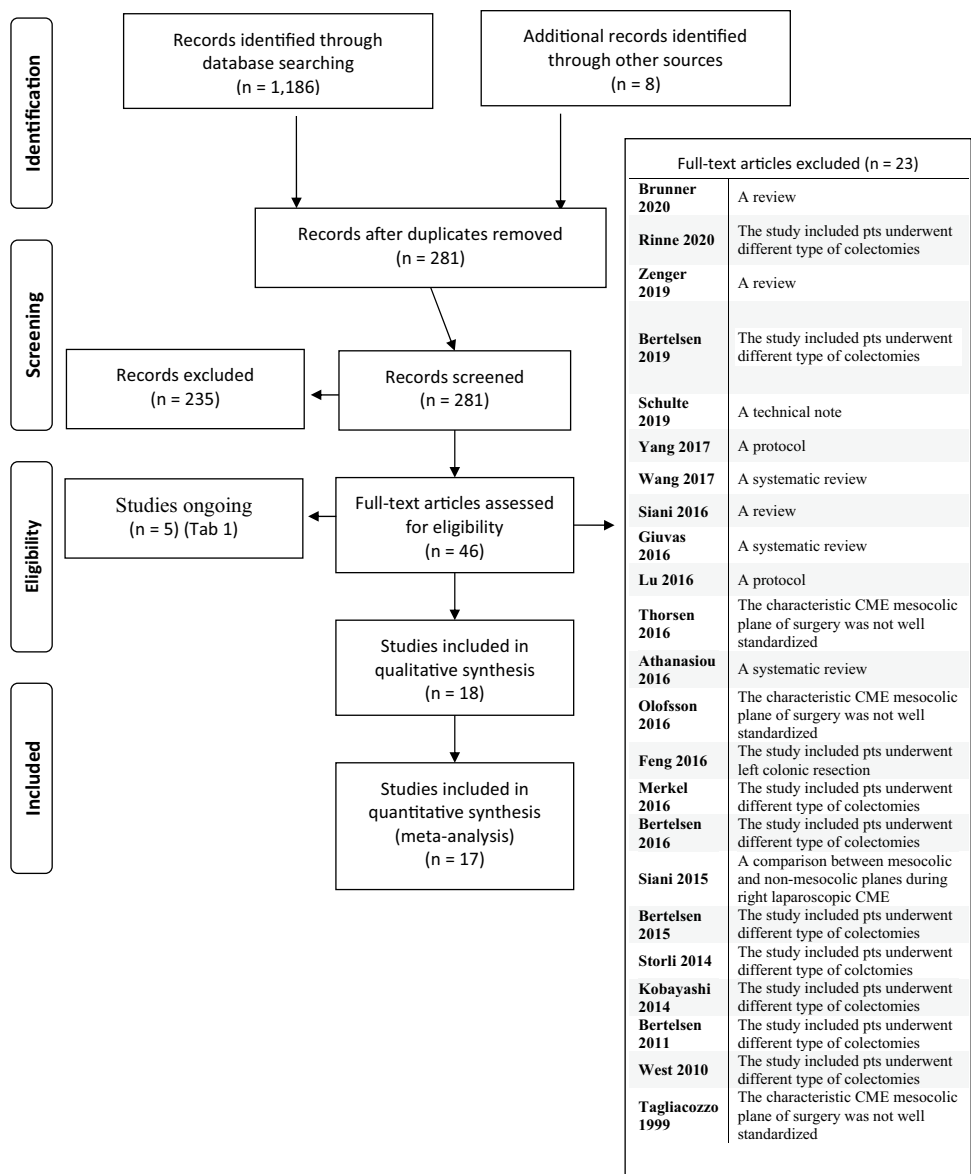 Identification
Records identified through
database searching
(n = 1,186)
Additional records identified
through other sources
(n = 8)
Records after duplicates removed
(n = 281)
Screening
Records excluded
(n = 235)
Records screened
(n = 281)
Eligibility
Studies ongoing
(n = 5) (Tab 1)
Full-text articles assessed
for eligibility
(n = 46)
Included
Studies included in
qualitative synthesis
(n = 18)
Studies included in
quantitative synthesis
(meta-analysis)
(n = 17)
Full-text articles excluded (n = 23)
Brunner
2020
A review
Rinne 2020
The study included pts underwent
different type of colectomies
Zenger
2019
A review
Bertelsen
2019
The study included pts underwent
different type of colectomies
Schulte
2019
A technical note
Yang 2017
A protocol
Wang 2017
A systematic review
Siani 2016
A review
Giuvas
2016
A systematic review
Lu 2016
A protocol
Thorsen
2016
The characteristic CME mesocolic
plane of surgery was not well
standardized
Athanasiou
2016
A systematic review
Olofsson
2016
The characteristic CME mesocolic
plane of surgery was not well
standardized
Feng 2016
The study included pts underwent
left colonic resection
Merkel
2016
The study included pts underwent
different type of colectomies
Bertelsen
2016
The study included pts underwent
different type of colectomies
Siani 2015
A comparison between mesocolic
and non-mesocolic planes during
right laparoscopic CME
Bertelsen
2015
The study included pts underwent
different type of colectomies
Storli 2014
The study included pts underwent
different type of colctomies
Kobayashi
2014
The study included pts underwent
different type of colectomies
Bertelsen
2011
The study included pts underwent
different type of colectomies
West 2010
The study included pts underwent
different type of colectomies
Tagliacozzo
1999
The characteristic CME mesocolic
plane of surgery was not well
standardized